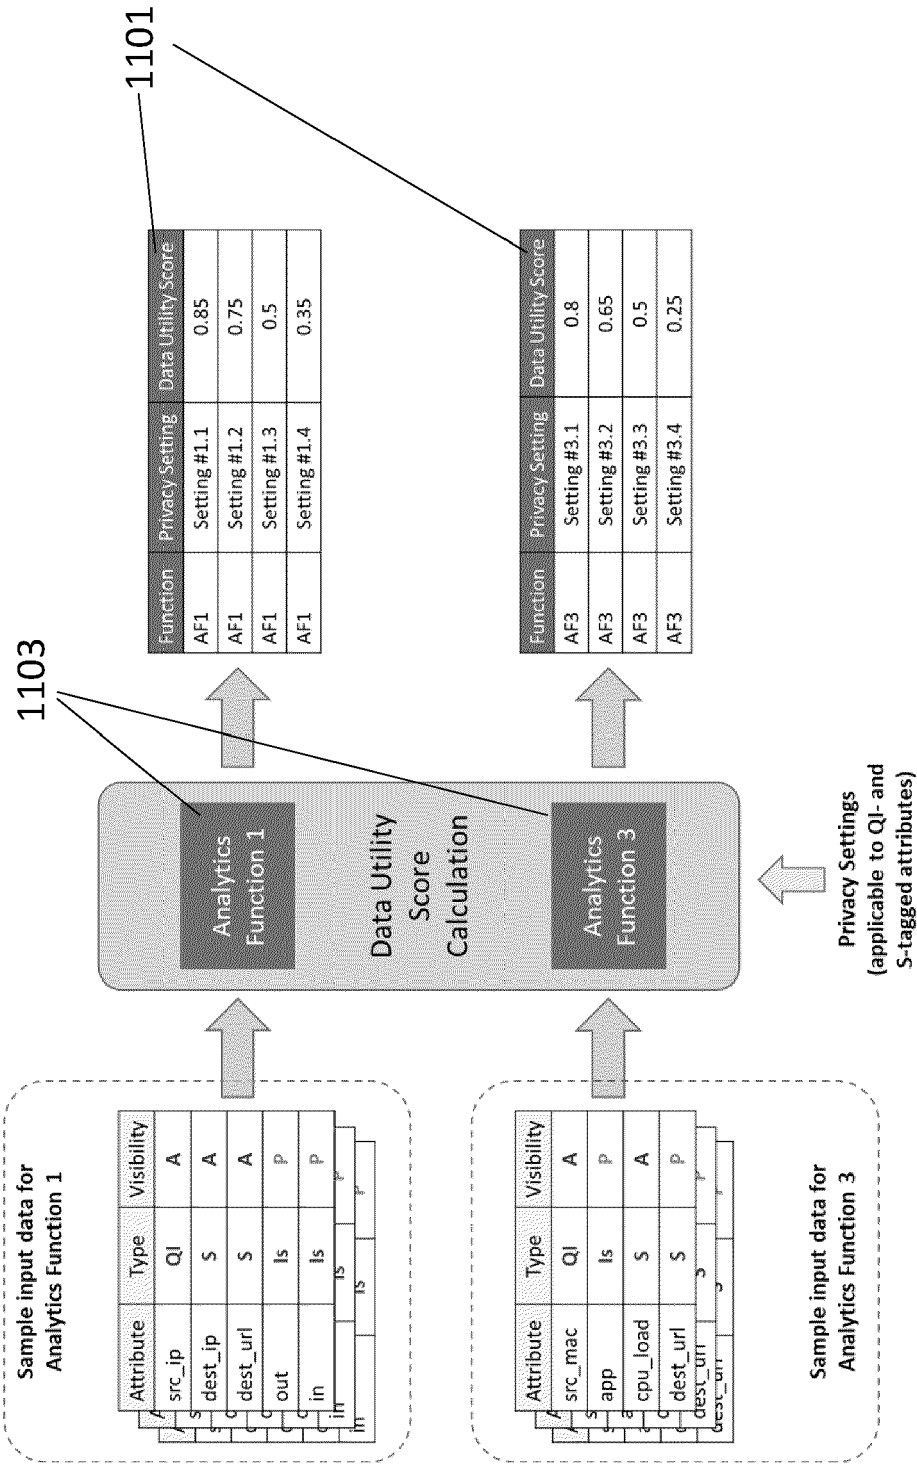 Sample input data for
Analytics Function 1
Attribute Type Visibility
src_ip QI A
dest_ip S A
dest_url S A
out Is P
in Is P
Sample input data for
Analytics Function 3
Attribute Type Visibility
src_mac QI A
app Is P
cpu_load S A
dest_url S P
1103
Analytics
Function 1
Data Utility
Score
Calculation
Analytics
Function 3
Privacy Settings
(applicable to QI- and
S-tagged attributes)
1101
Function Privacy Setting Data Utility Score
AF1 Setting #1.1 0.85
AF1 Setting #1.2 0.75
AF1 Setting #1.3 0.5
AF1 Setting #1.4 0.35
Function Privacy Setting Data Utility Score
AF3 Setting #3.1 0.8
AF3 Setting #3.2 0.65
AF3 Setting #3.3 0.5
AF3 Setting #3.4 0.25